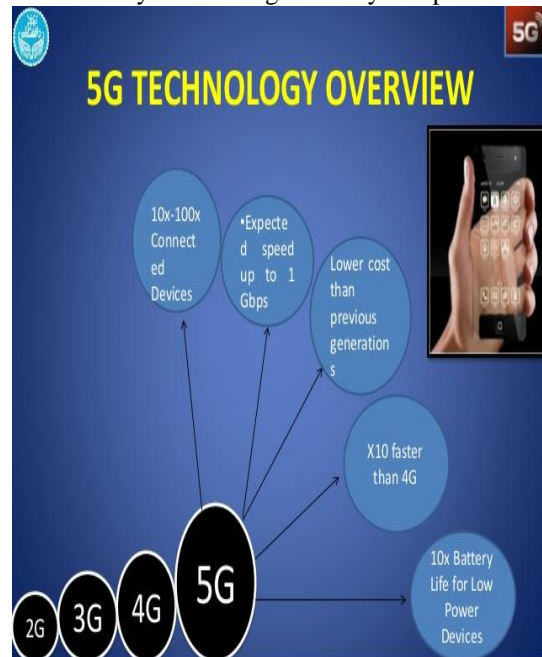 5G
5G TECHNOLOGY OVERVIEW
10x-100x
Connect
ed
Devices
•Expecte
d speed
up to 1
Gbps
Lower cost
than
previous
generation
s
X10 faster
than 4G
10x Battery
Life for Low
Power
Devices
2G
3G
4G
5G